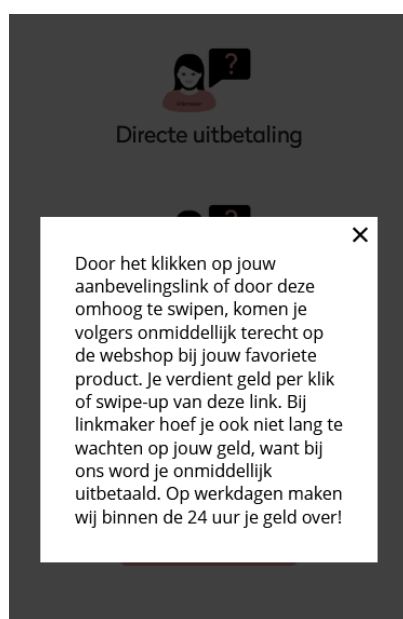 ?
Directe uitbetaling
?
×
Door het klikken op jouw
aanbevelingslink of door deze
omhoog te swipen, komen je
volgers onmiddellijk terecht op
de webshop bij jouw favoriete
product. Je verdient geld per klik
of swipe-up van deze link. Bij
linkmaker hoef je ook niet lang te
wachten op jouw geld, want bij
ons word je onmiddellijk
uitbetaald. Op werkdagen maken
wij binnen de 24 uur je geld over!